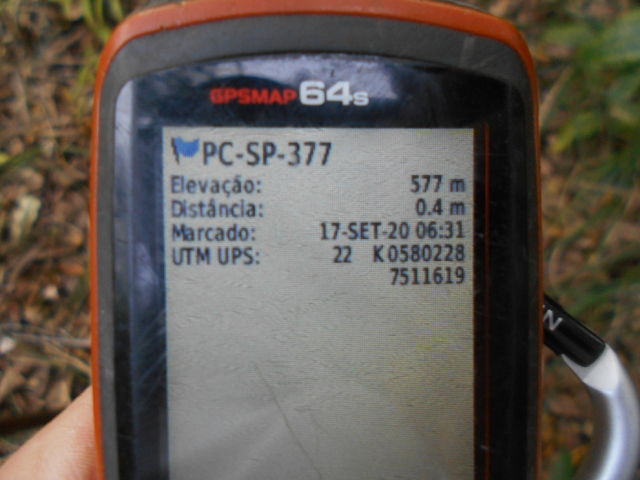 GPSMAP 64s
PC-SP-377
Elevação: 577 m
Distância: 0.4 m
Marcado: 17-SET-20 06:31
UTM UPS: 22 K 0580228
7511619